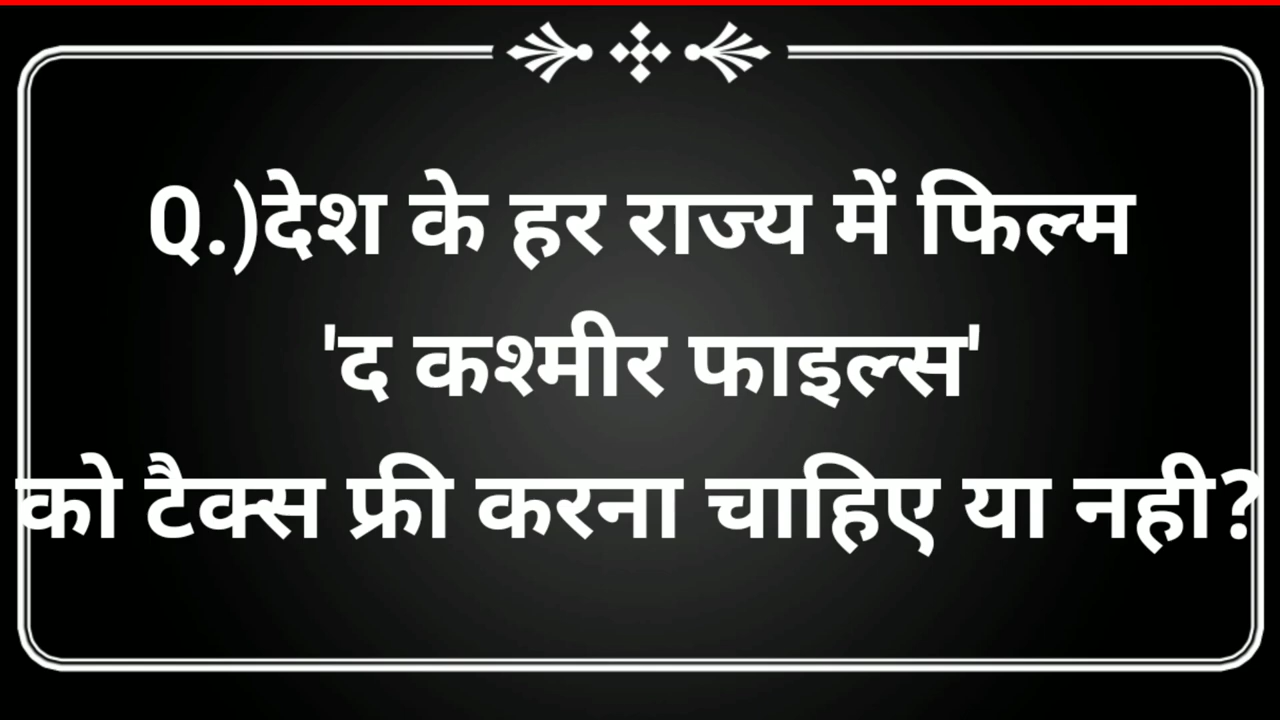 Q.)देश के हर राज्य में फिल्म
'द कश्मीर फाइल्स'
को टैक्स फ्री करना चाहिए या नही?